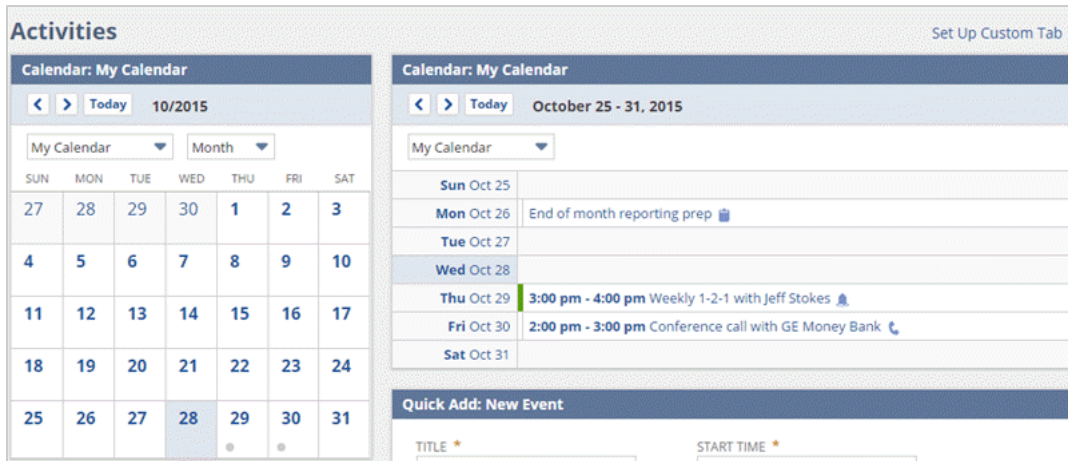 Activities
Set Up Custom Tab
Calendar: My Calendar
Today 10/2015
My Calendar Month
SUN MON TUE WED THU FRI SAT
27 28 29 30 1 2 3
4 5 6 7 8 9 10
11 12 13 14 15 16 17
18 19 20 21 22 23 24
25 26 27 28 29 30 31
Calendar: My Calendar
Today October 25 - 31, 2015
My Calendar
Sun Oct 25
Mon Oct 26 End of month reporting prep
Tue Oct 27
Wed Oct 28
Thu Oct 29 3:00 pm - 4:00 pm Weekly 1-2-1 with Jeff Stokes
Fri Oct 30 2:00 pm - 3:00 pm Conference call with GE Money Bank
Sat Oct 31
Quick Add: New Event
TITLE * START TIME *